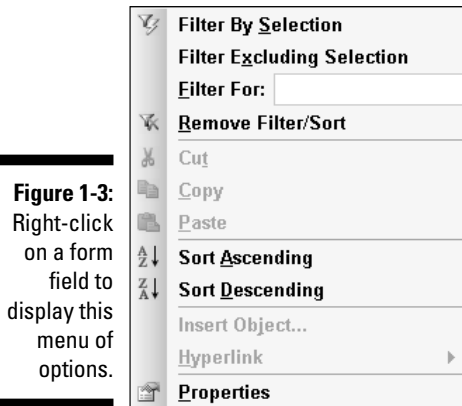 Filter By Selection
Filter Excluding Selection
Filter For:
Remove Filter/Sort
Cut
Copy
Paste
Sort Ascending
Sort Descending
Insert Object...
Hyperlink
Properties
Figure 1-3:
Right-click
on a form
field to
display this
menu of
options.